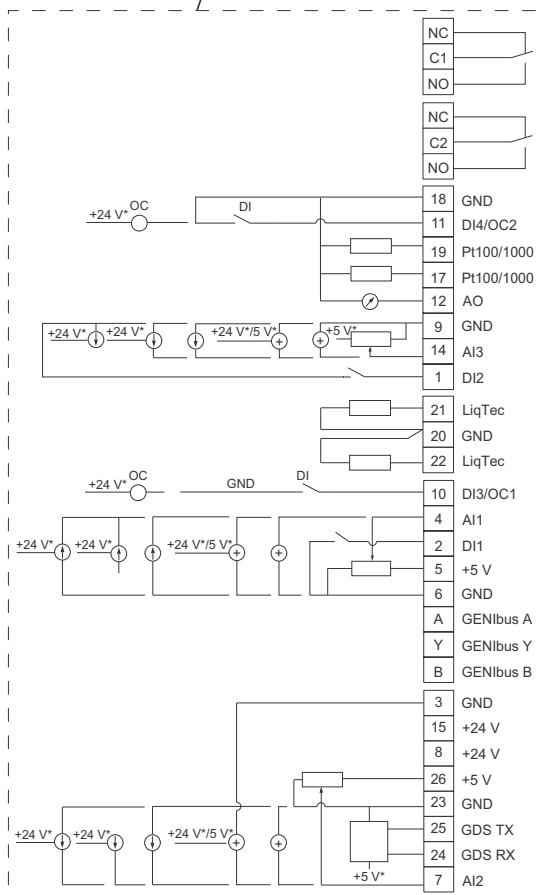 NC
C1
NO
NC
C2
NO
18 GND
+24 V* OC DI 11 DI4/OC2
19 Pt100/1000
17 Pt100/1000
12 AO
9 GND
+24 V* +24 V* +24 V*/5 V* +5 V*
14 AI3
1 DI2
21 LiqTec
20 GND
22 LiqTec
+24 V* OC GND DI 10 DI3/OC1
4 AI1
2 DI1
+24 V* +24 V* +24 V*/5 V*
5 +5 V
6 GND
A GENIbus A
Y GENIbus Y
B GENIbus B
3 GND
15 +24 V
8 +24 V
26 +5 V
23 GND
25 GDS TX
+24 V* +24 V* +24 V*/5 V*
24 GDS RX
+5 V*
7 AI2